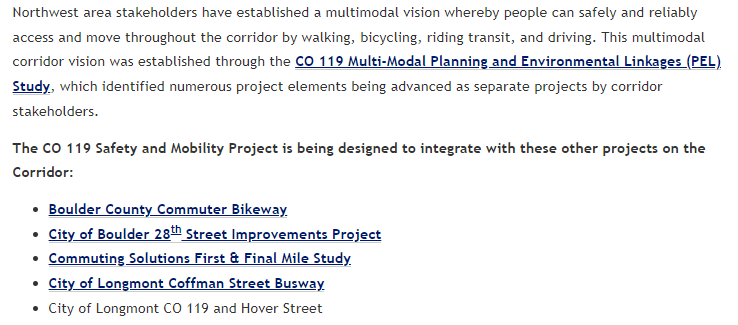 Northwest area stakeholders have established a multimodal vision whereby people can safely and reliably
access and move throughout the corridor by walking, bicycling, riding transit, and driving. This multimodal
corridor vision was established through the CO 119 Multi-Modal Planning and Environmental Linkages (PEL)
Study, which identified numerous project elements being advanced as separate projects by corridor
stakeholders.
The CO 119 Safety and Mobility Project is being designed to integrate with these other projects on the
Corridor:
• Boulder County Commuter Bikeway
• City of Boulder 28th Street Improvements Project
• Commuting Solutions First & Final Mile Study
• City of Longmont Coffman Street Busway
• City of Longmont CO 119 and Hover Street